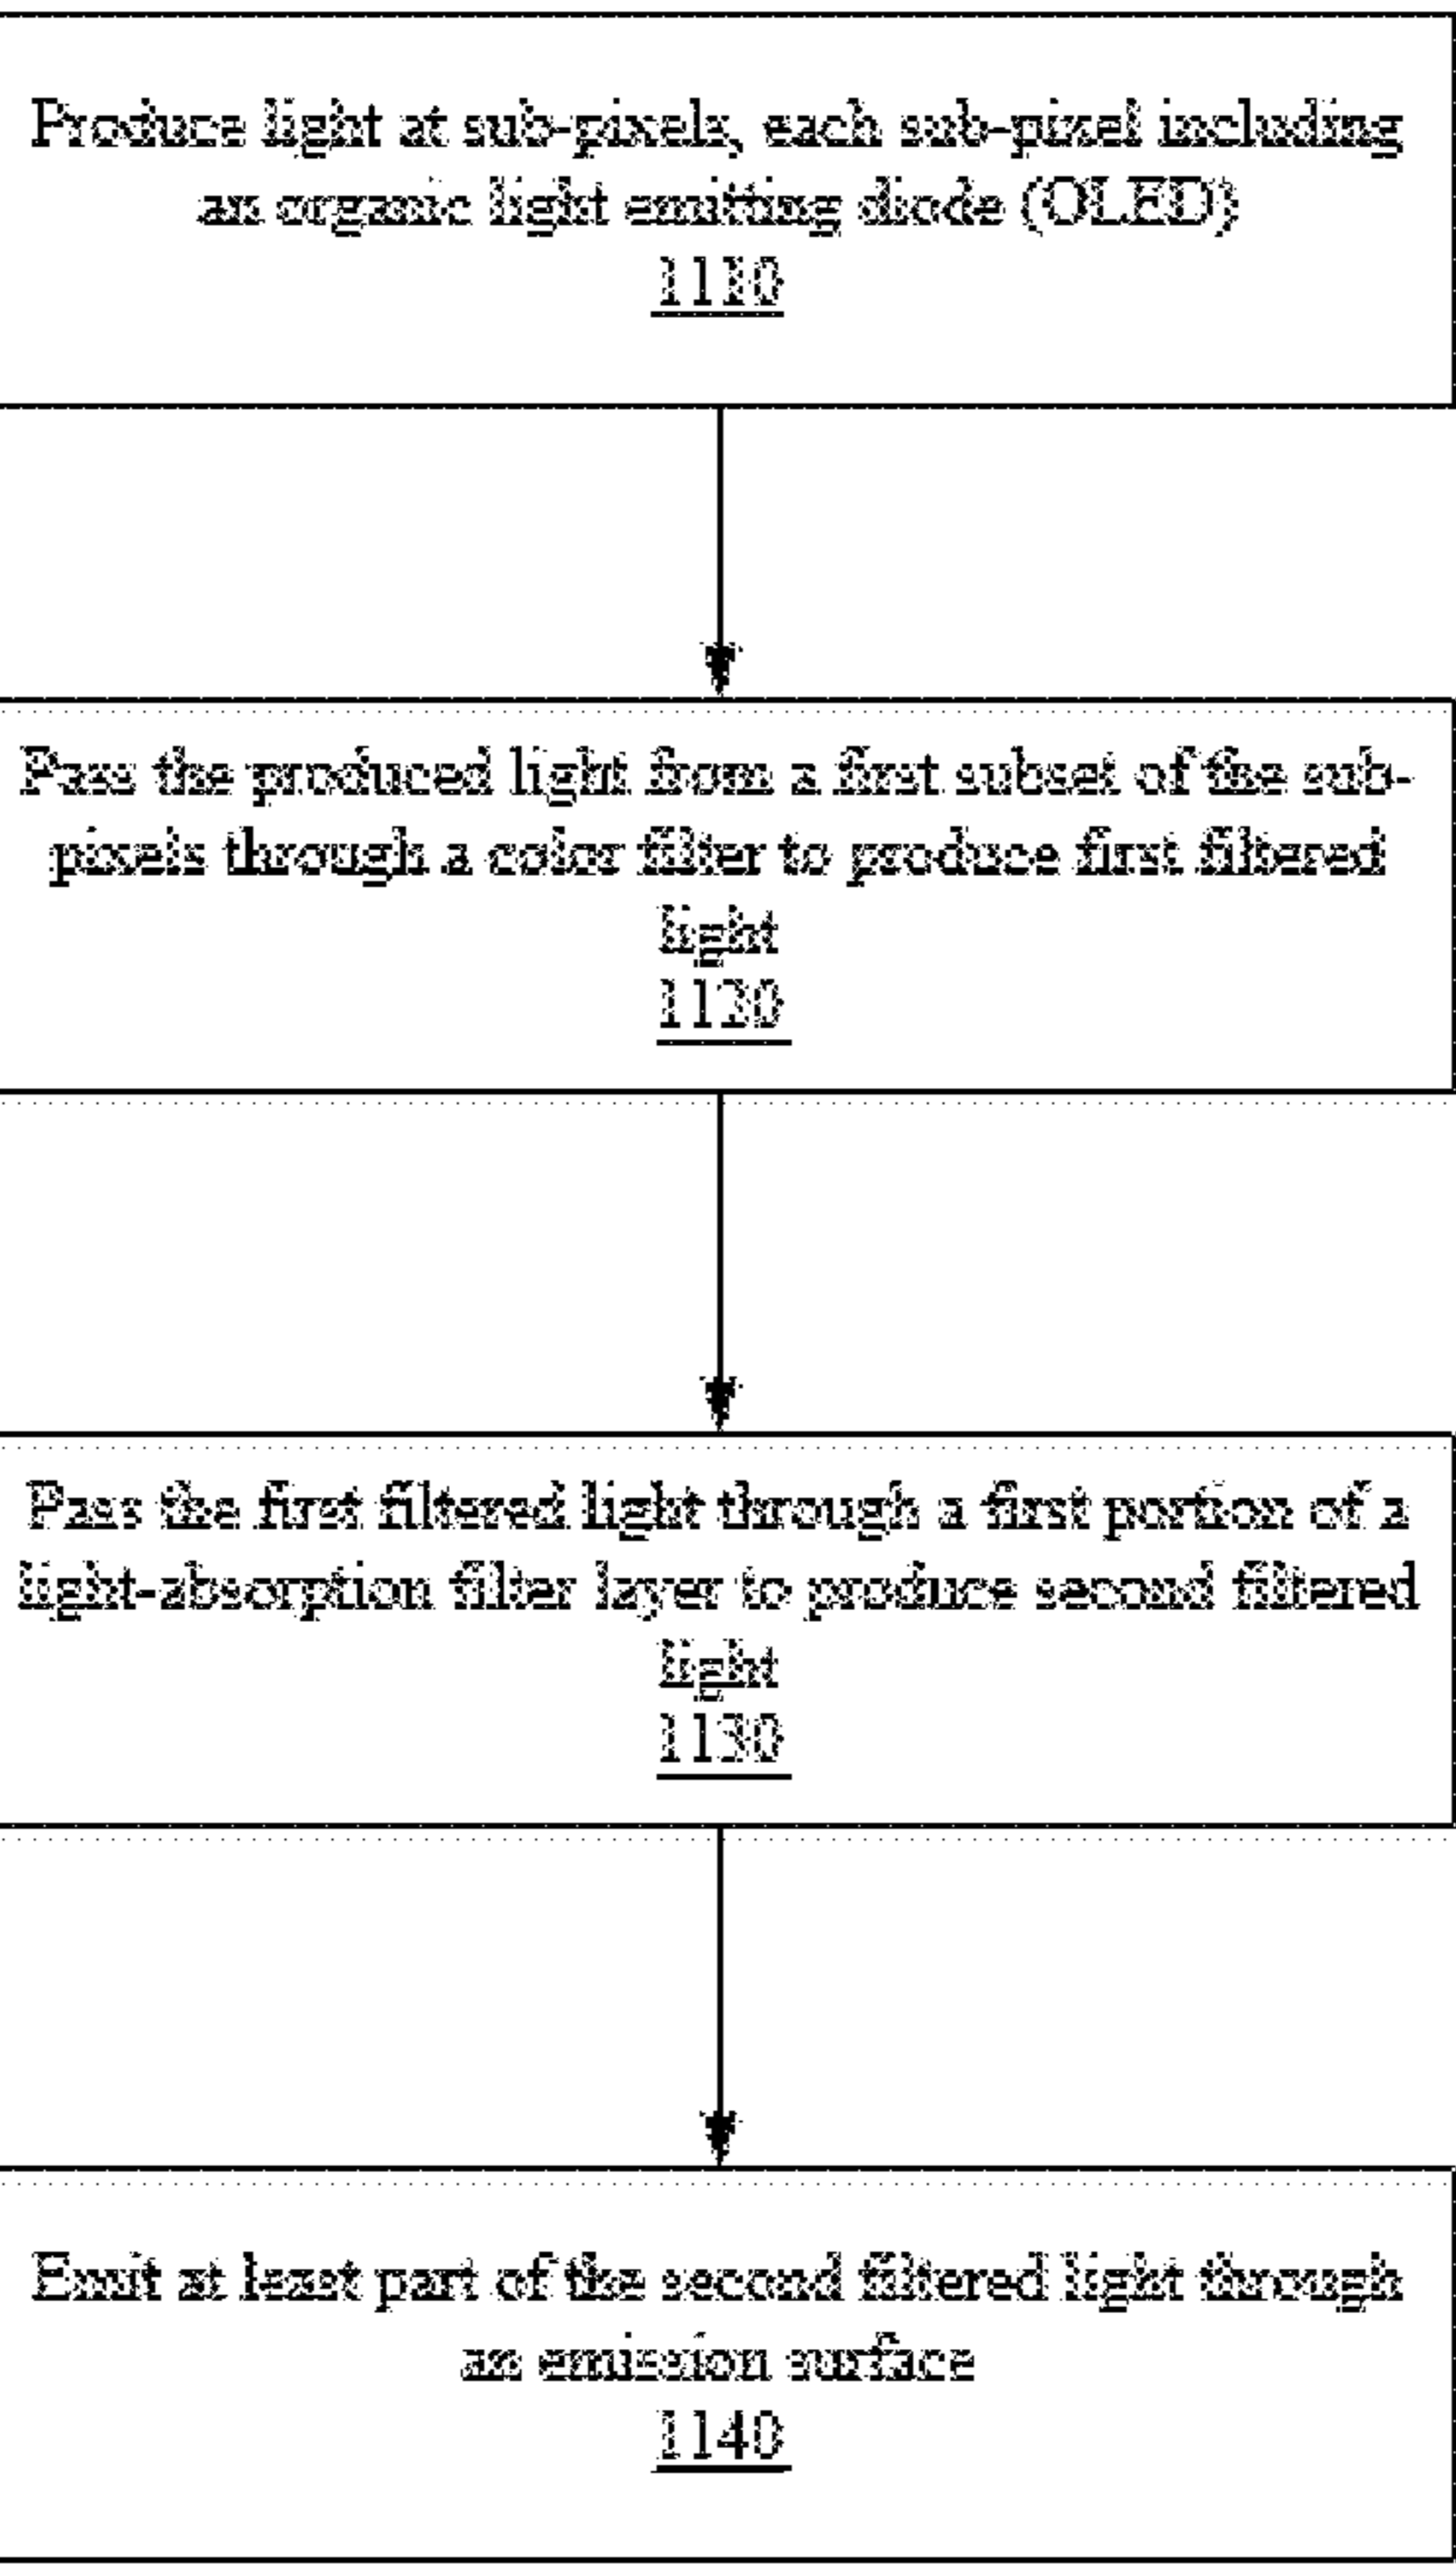 Produce light at sub-pixels, each sub-pixel including
an organic light emitting diode (OLED)
1110
Pass the produced light from a first subset of the sub-
pixels through a color filter to produce first filtered
light
1120
Pass the first filtered light through a first portion of a
light-absorption filter layer to produce second filtered
light
1130
Emit at least part of the second filtered light through
an emission surface
1140